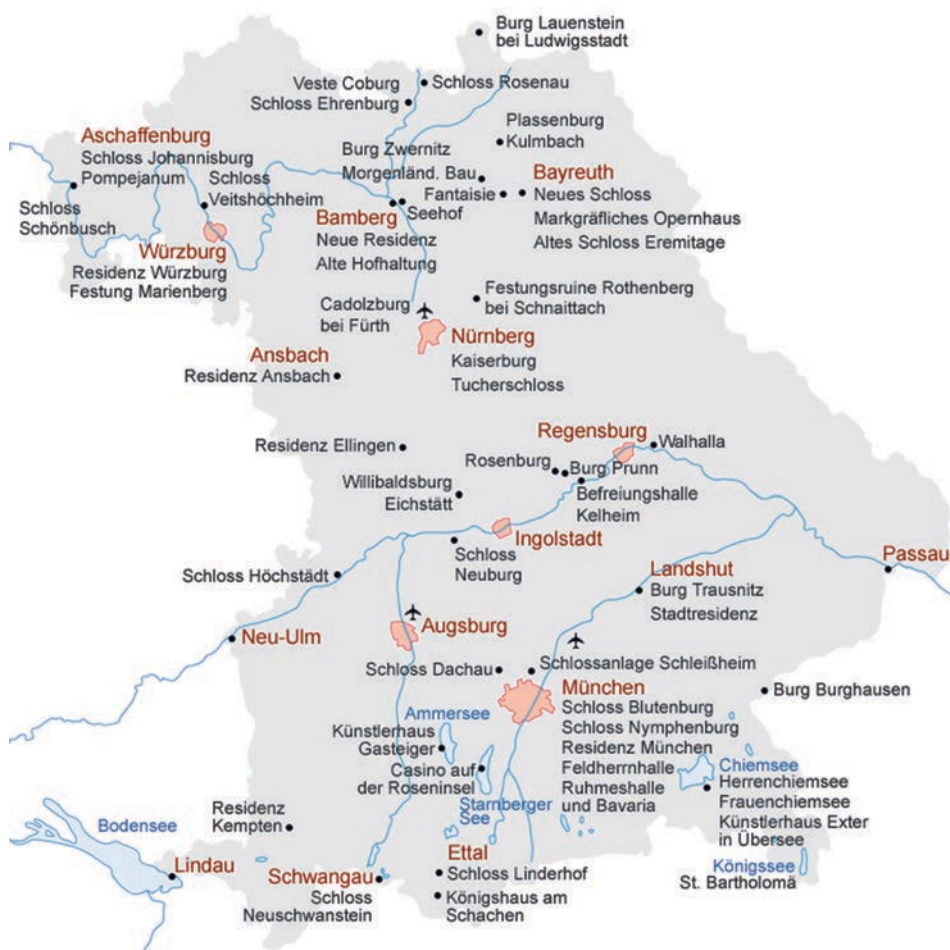 Burg Lauenstein
bei Ludwigsstadt
Veste Coburg
Schloss Rosenau
Schloss Ehrenburg
Plassenburg
Kulmbach
Aschaffenburg
Schloss Johannisburg
Pompejanum
Schloss
Veitshöchheim
Schloss
Schönbusch
Burg Zwernitz
Morgenländ. Bau
Fantaisie
Bayreuth
Neues Schloss
Markgräfliches Opernhaus
Altes Schloss Eremitage
Seehof
Bamberg
Neue Residenz
Alte Hofhaltung
Würzburg
Residenz Würzburg
Festung Marienberg
Cadolzburg
bei Fürth
Festungsruine Rothenberg
bei Schnaittach
Nürnberg
Kaiserburg
Tucherschloss
Ansbach
Residenz Ansbach
Residenz Ellingen
Regensburg
Walhalla
Rosenburg
Burg Prunn
Befreiungshalle
Kelheim
Willibaldsburg
Eichstätt
Ingolstadt
Schloss
Neuburg
Schloss Höchstädt
Landshut
Burg Trausnitz
Stadtresidenz
Passau
Neu-Ulm
Augsburg
Schloss Dachau
Schlossanlage Schleißheim
München
Schloss Blutenburg
Schloss Nymphenburg
Residenz München
Feldherrnhalle
Ruhmeshalle
und Bavaria
Burg Burghausen
Ammersee
Künstlerhaus
Gasteiger
Casino auf
der Roseninsel
Starnberger
See
Chiemsee
Herrenchiemsee
Frauenchiemsee
Künstlerhaus Exter
in Übersee
Königssee
St. Bartholomä
Residenz
Kempten
Bodensee
Lindau
Schwangau
Schloss
Neuschwanstein
Ettal
Schloss Linderhof
Königshaus am
Schachen